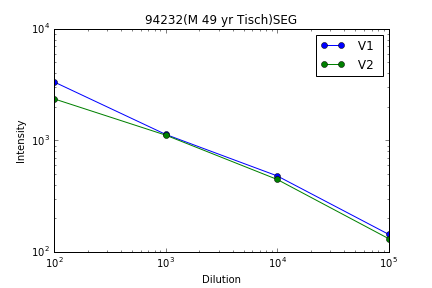 94232(M 49 yr Tisch)SEG
V1
V2
Intensity
10^4
10^3
10^2
10^2 10^3 10^4 10^5
Dilution